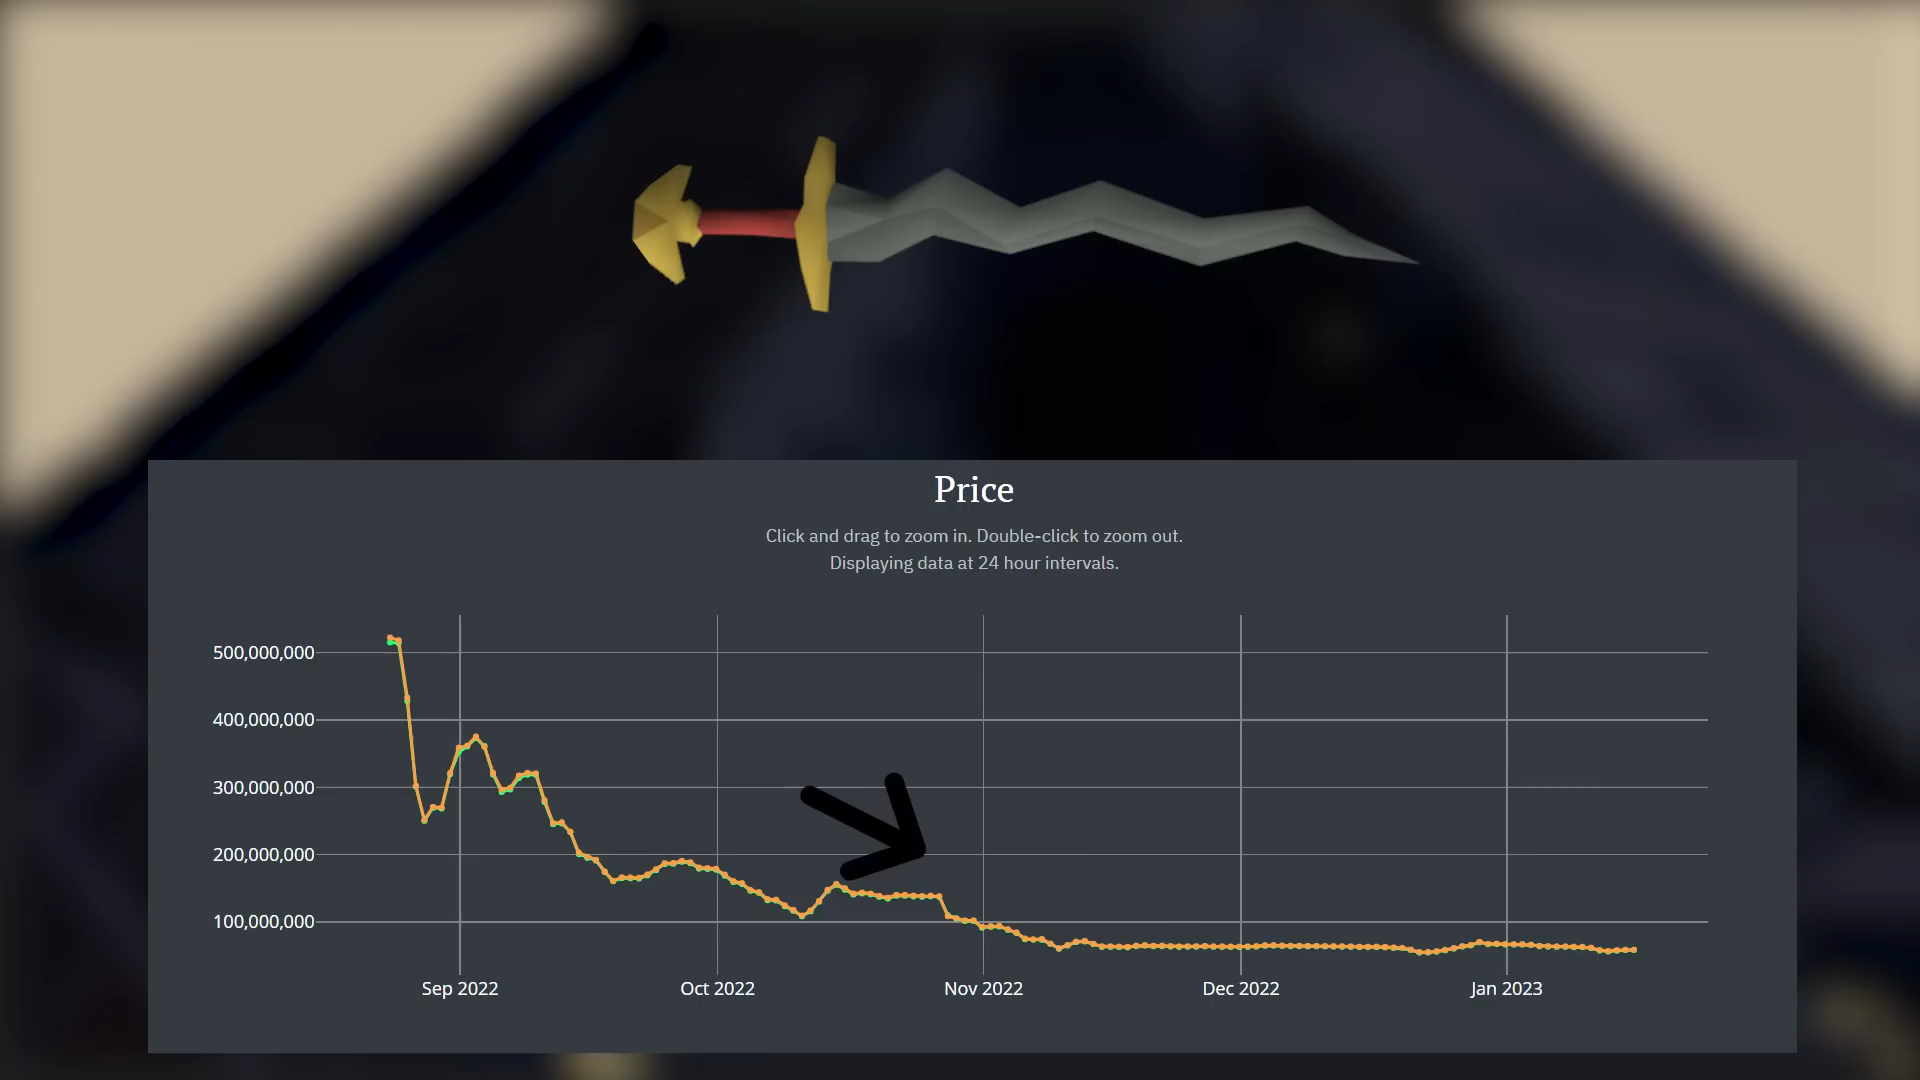 Price
Click and drag to zoom in. Double-click to zoom out.
Displaying data at 24 hour intervals.
500,000,000
400,000,000
300,000,000
200,000,000
100,000,000
Sep 2022
Oct 2022
Nov 2022
Dec 2022
Jan 2023